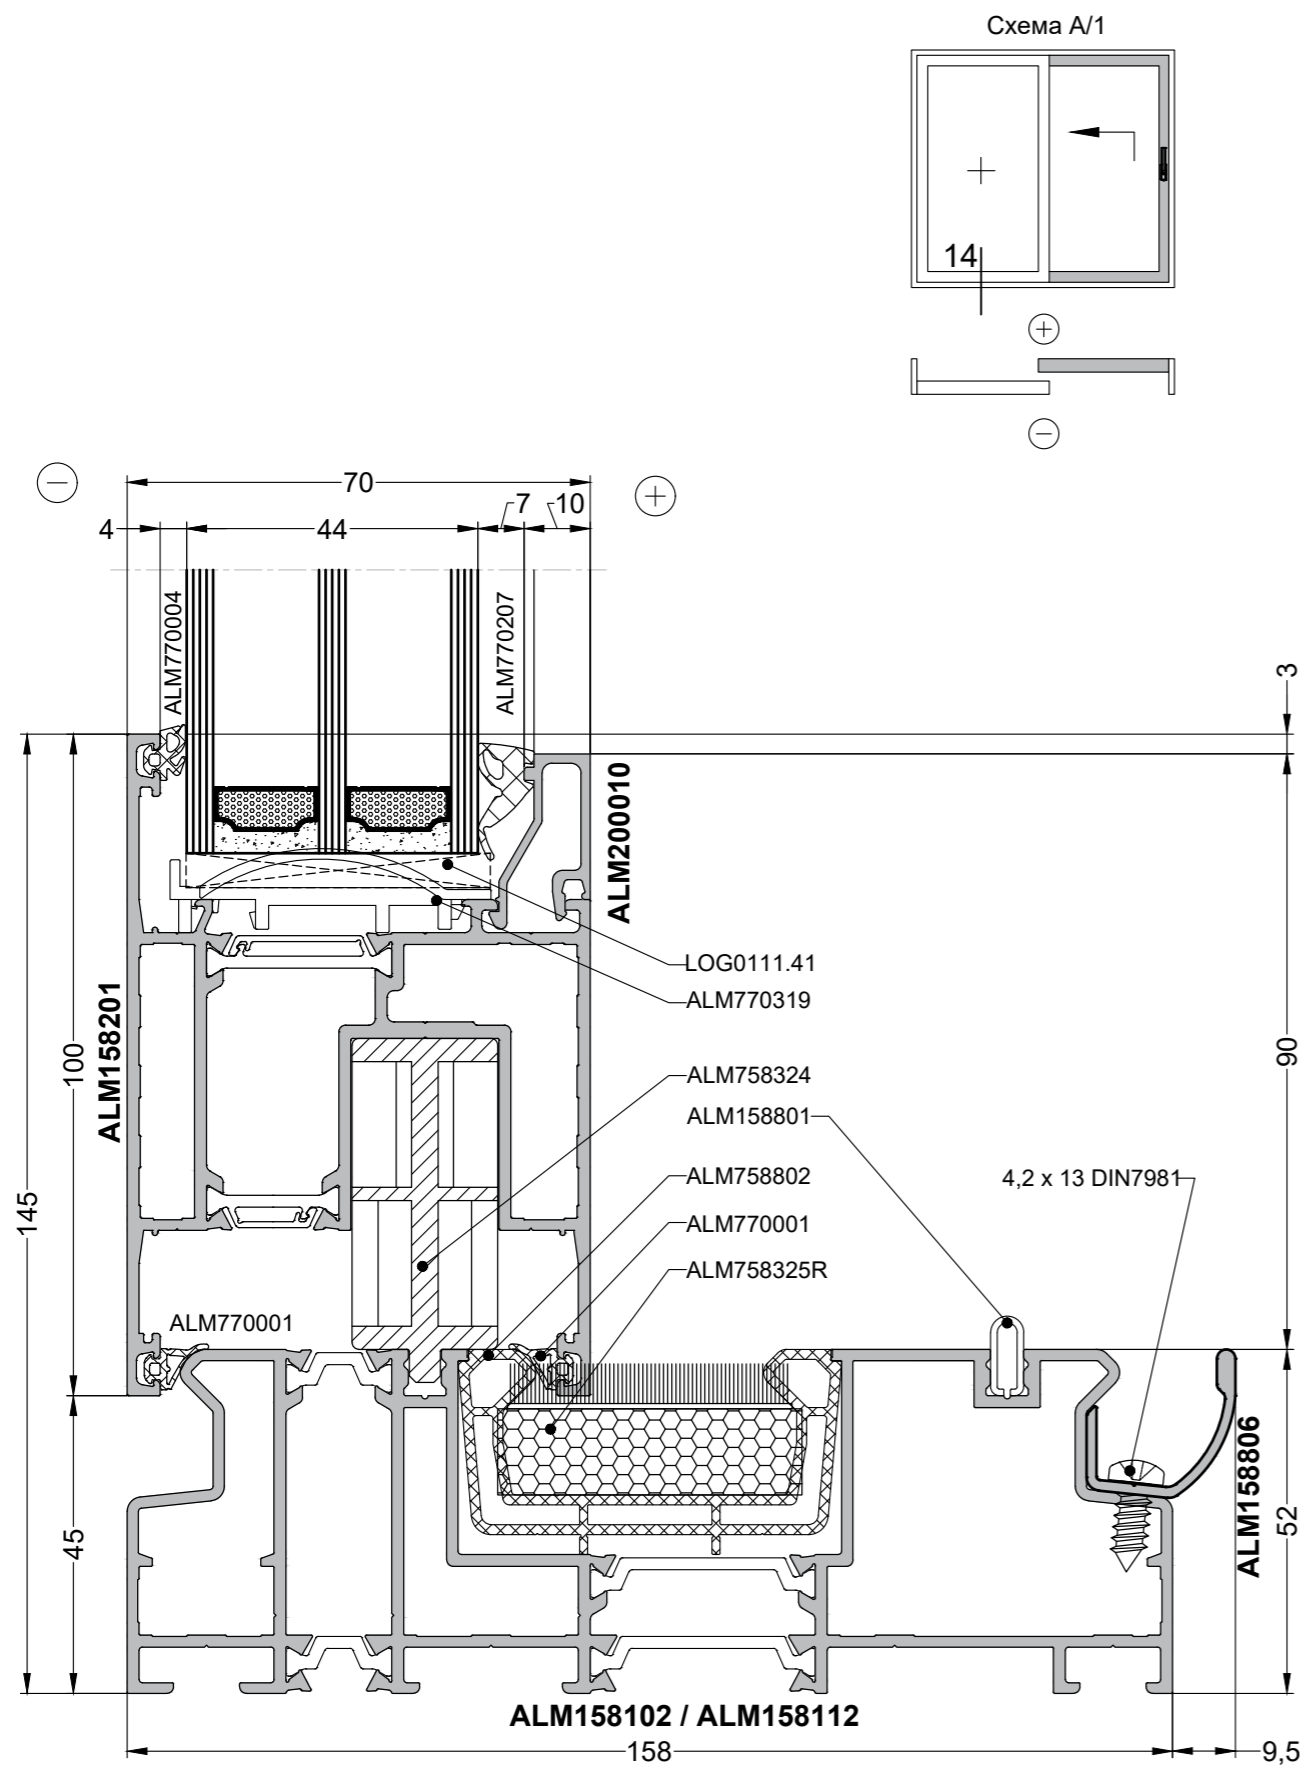 Схема А/1
14
+
−
−
+
70
4
44
7
10
ALM770004
ALM770207
3
ALM200010
LOG0111.41
ALM770319
ALM158201
100
90
ALM758324
ALM158801
ALM758802
4,2 x 13 DIN7981
145
ALM770001
ALM758325R
ALM770001
45
52
ALM158806
ALM158102 / ALM158112
158
9,5